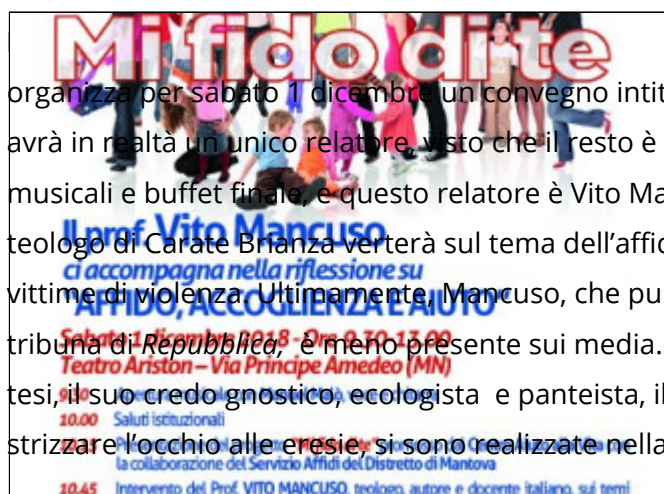 Mi fido di te
organizza per sabato 1 dicembre un convegno intit
avrà in realtà un unico relatore, visto che il resto è
musicali e buffet finale, e questo relatore è Vito Ma
Il prof. Vito Mancuso
teologo di Carate Brianza verterà sul tema dell'affid
ci accompagna nella riflessione su
vittime di violenza. Ultimamente, Mancuso, che pu
"AFFIDO, ACCOGLIENZA E AIUTO"
Sabato 1 dicembre 2018 - Ore 9.30-13.00
tribuna di Repubblica, è meno presente sui media.
Teatro Ariston – Via Principe Amedeo (MN)
tesi, il suo credo gnostico, ecologista e panteista, il
9.30
10.00 Saluti istituzionali
strizzare l'occhio alle eresie, si sono realizzate nella
la collaborazione del Servizio Affidi del Distretto di Mantova
10.45 Intervento del Prof. VITO MANCUSO, teologo, autore e docente italiano, sui temi